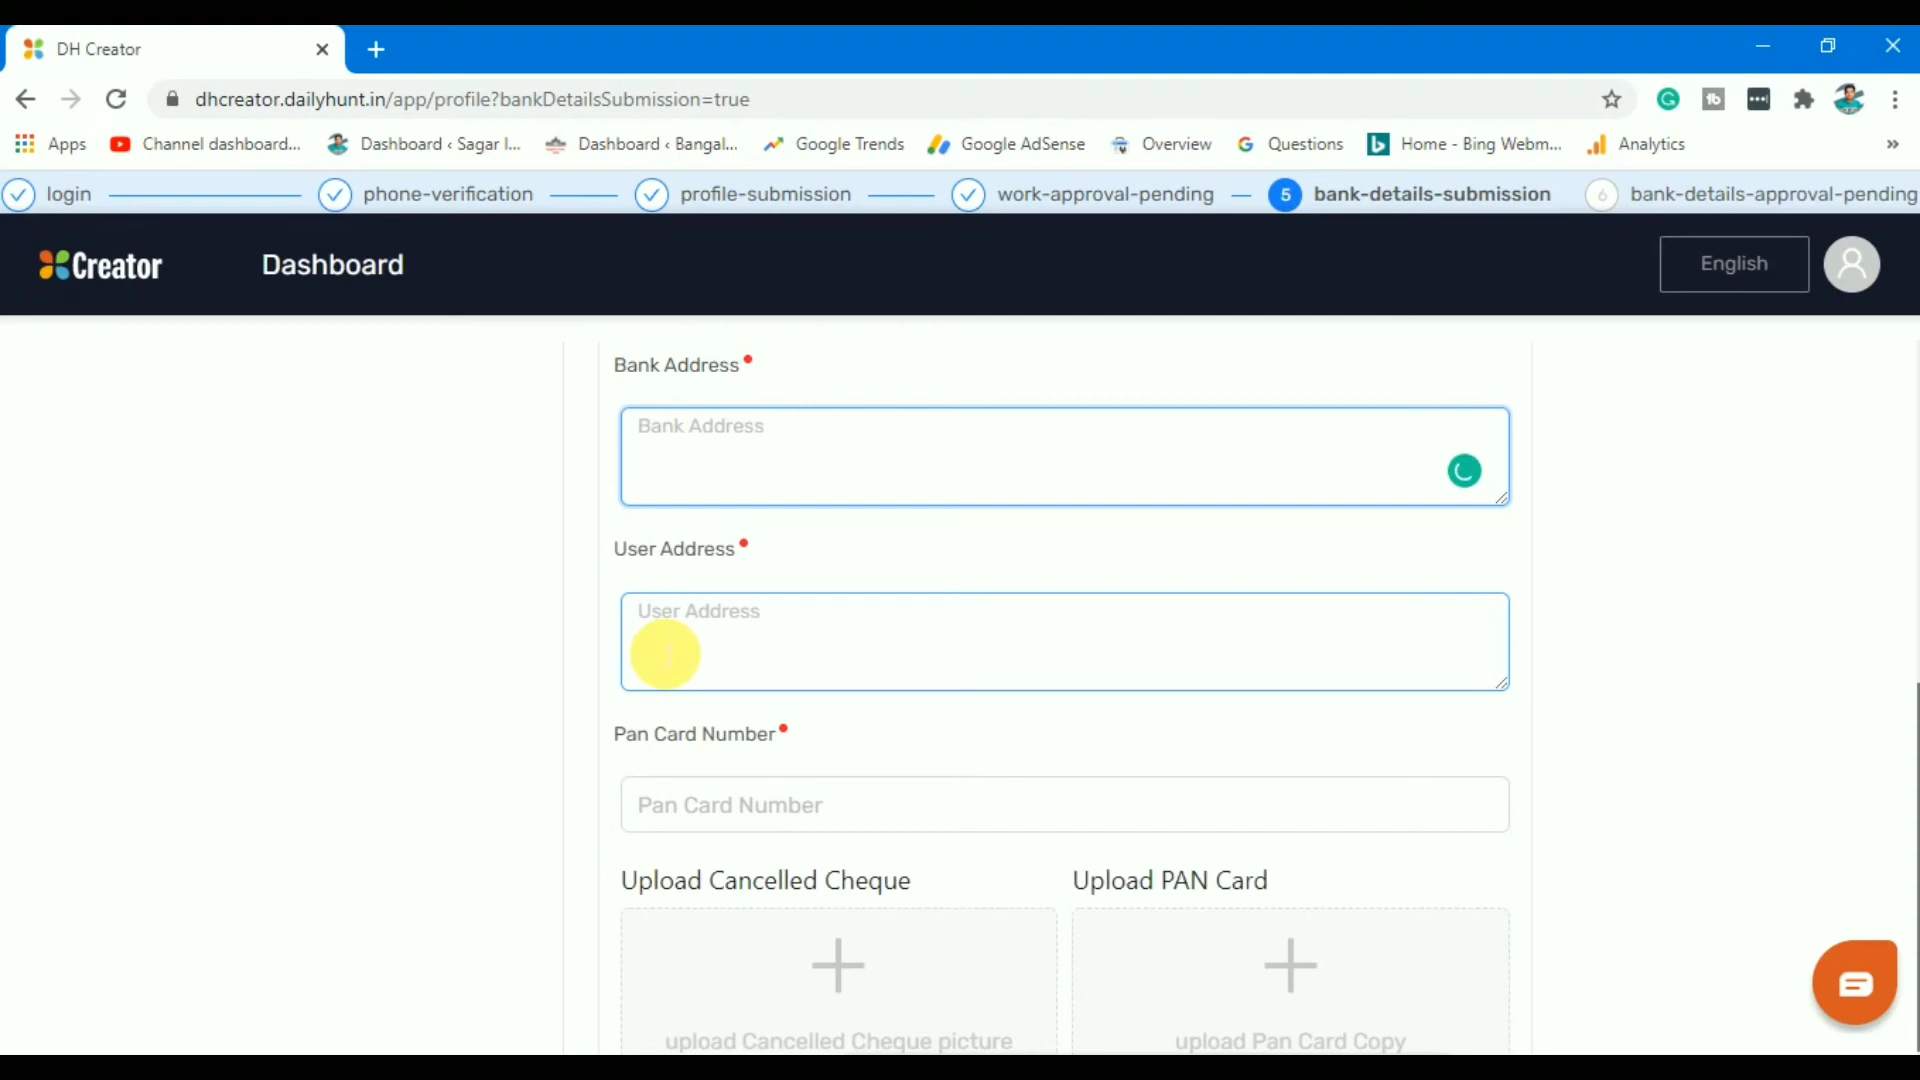 DH Creator
dhcreator.dailyhunt.in/app/profile?bankDetailsSubmission=true
Apps Channel dashboard... Dashboard ‹ Sagar I... Dashboard ‹ Bangal... Google Trends Google AdSense Overview Questions Home - Bing Webm... Analytics »
login phone-verification profile-submission work-approval-pending 5 bank-details-submission 6 bank-details-approval-pending
Creator Dashboard English
Bank Address
Bank Address
User Address
User Address
Pan Card Number
Pan Card Number
Upload Cancelled Cheque Upload PAN Card
upload Cancelled Cheque picture upload Pan Card Copy